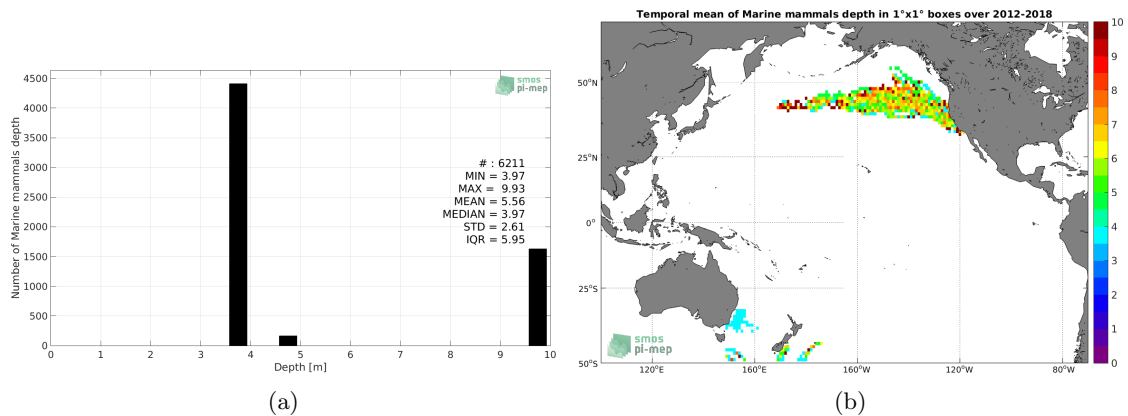 4500
4000
3500
3000
2500
2000
1500
1000
500
0
Number of Marine mammals depth
smos
pi-mep
# : 6211
MIN = 3.97
MAX = 9.93
MEAN = 5.56
MEDIAN = 3.97
STD = 2.61
IQR = 5.95
0 1 2 3 4 5 6 7 8 9 10
Depth [m]
(a)
Temporal mean of Marine mammals depth in 1°x1° boxes over 2012-2018
50°N
25°N
0°
25°S
50°S
smos
pi-mep
120°E 160°E 160°W 120°W 80°W
10
9
8
7
6
5
4
3
2
1
0
(b)